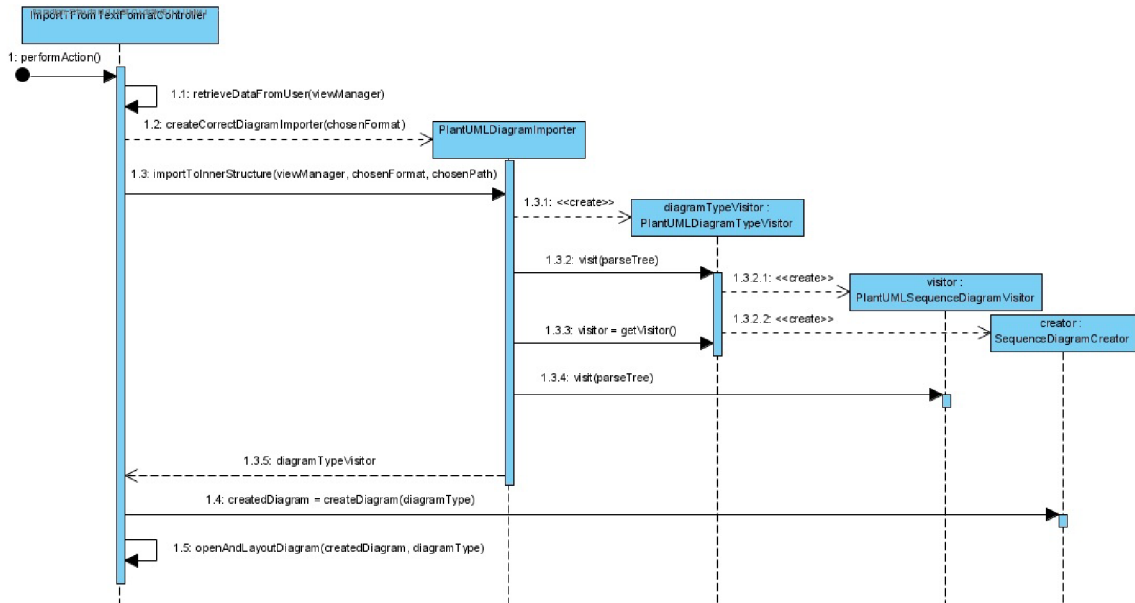 ImportTFromTextFormatController
1: performAction()
1.1: retrieveDataFromUser(viewManager)
1.2: createCorrectDiagramImporter(chosenFormat)
PlantUMLDiagramImporter
1.3: importToInnerStructure(viewManager, chosenFormat, chosenPath)
1.3.1: <<create>>
diagramTypeVisitor :
PlantUMLDiagramTypeVisitor
1.3.2: visit(parseTree)
1.3.2.1: <<create>>
visitor :
PlantUMLSequenceDiagramVisitor
1.3.2.2: <<create>>
creator :
SequenceDiagramCreator
1.3.3: visitor = getVisitor()
1.3.4: visit(parseTree)
1.3.5: diagramTypeVisitor
1.4: createdDiagram = createDiagram(diagramType)
1.5: openAndLayoutDiagram(createdDiagram, diagramType)